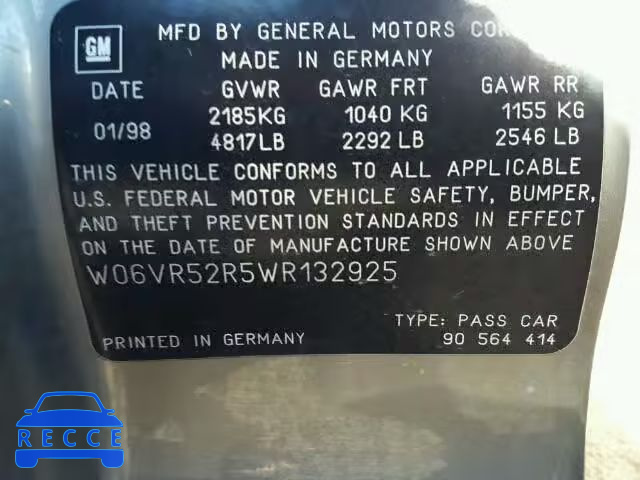 GM
MFD BY GENERAL MOTORS
MADE IN GERMANY
DATE GVWR GAWR FRT GAWR RR
01/98 2185KG 1040 KG 1155 KG
4817LB 2292 LB 2546 LB
THIS VEHICLE CONFORMS TO ALL APPLICABLE
U.S. FEDERAL MOTOR VEHICLE SAFETY, BUMPER,
AND THEFT PREVENTION STANDARDS IN EFFECT
ON THE DATE OF MANUFACTURE SHOWN ABOVE
W06VR52R5WR132925
TYPE: PASS CAR
PRINTED IN GERMANY 90 564 414
RECCE